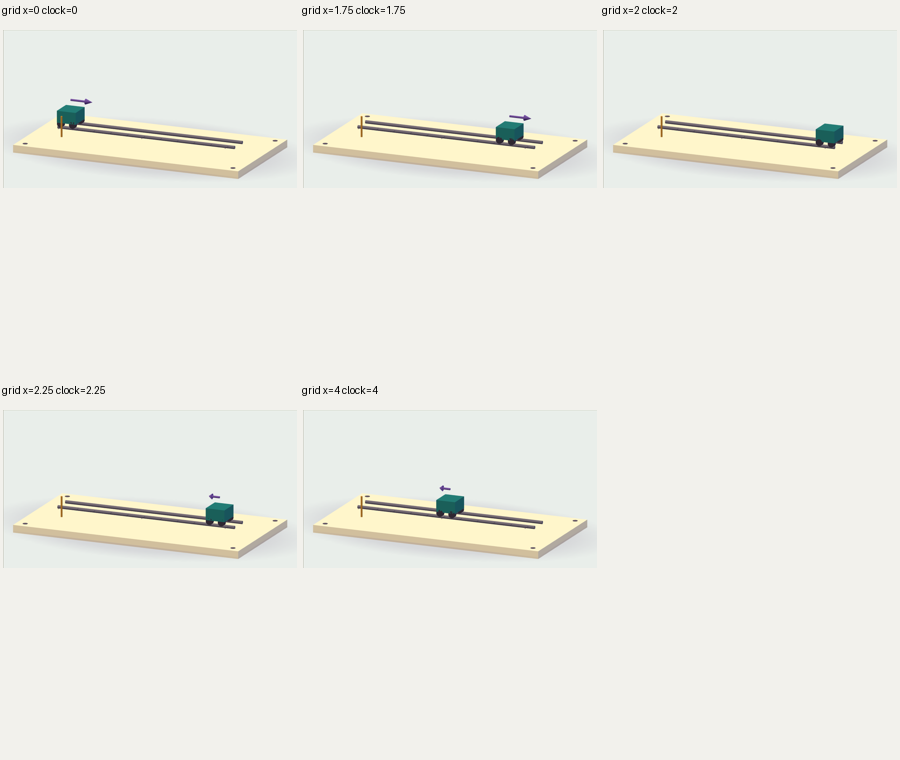 grid x=0 clock=0
grid x=1.75 clock=1.75
grid x=2 clock=2
grid x=2.25 clock=2.25
grid x=4 clock=4